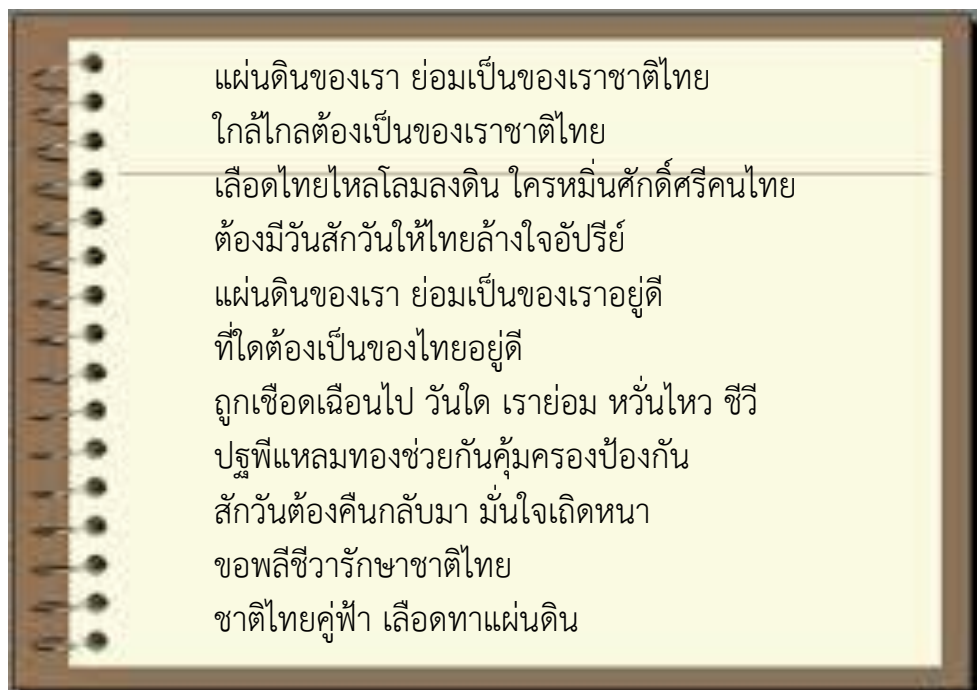 แผ่นดินของเรา ย่อมเป็นของเราชาติไทย
ใกล้ไกลต้องเป็นของเราชาติไทย
เลือดไทยไหลโลมลงดิน ใครหมิ่นศักดิ์ศรีคนไทย
ต้องมีวันสักวันให้ไทยล้างใจอัปรีย์
แผ่นดินของเรา ย่อมเป็นของเราอยู่ดี
ที่ใดต้องเป็นของไทยอยู่ดี
ถูกเชือดเฉือนไป วันใด เราย่อม หวั่นไหว ชีวี
ปฐพีแหลมทองช่วยกันคุ้มครองป้องกัน
สักวันต้องคืนกลับมา มั่นใจเถิดหนา
ขอพลีชีวารักษาชาติไทย
ชาติไทยคู่ฟ้า เลือดทาแผ่นดิน